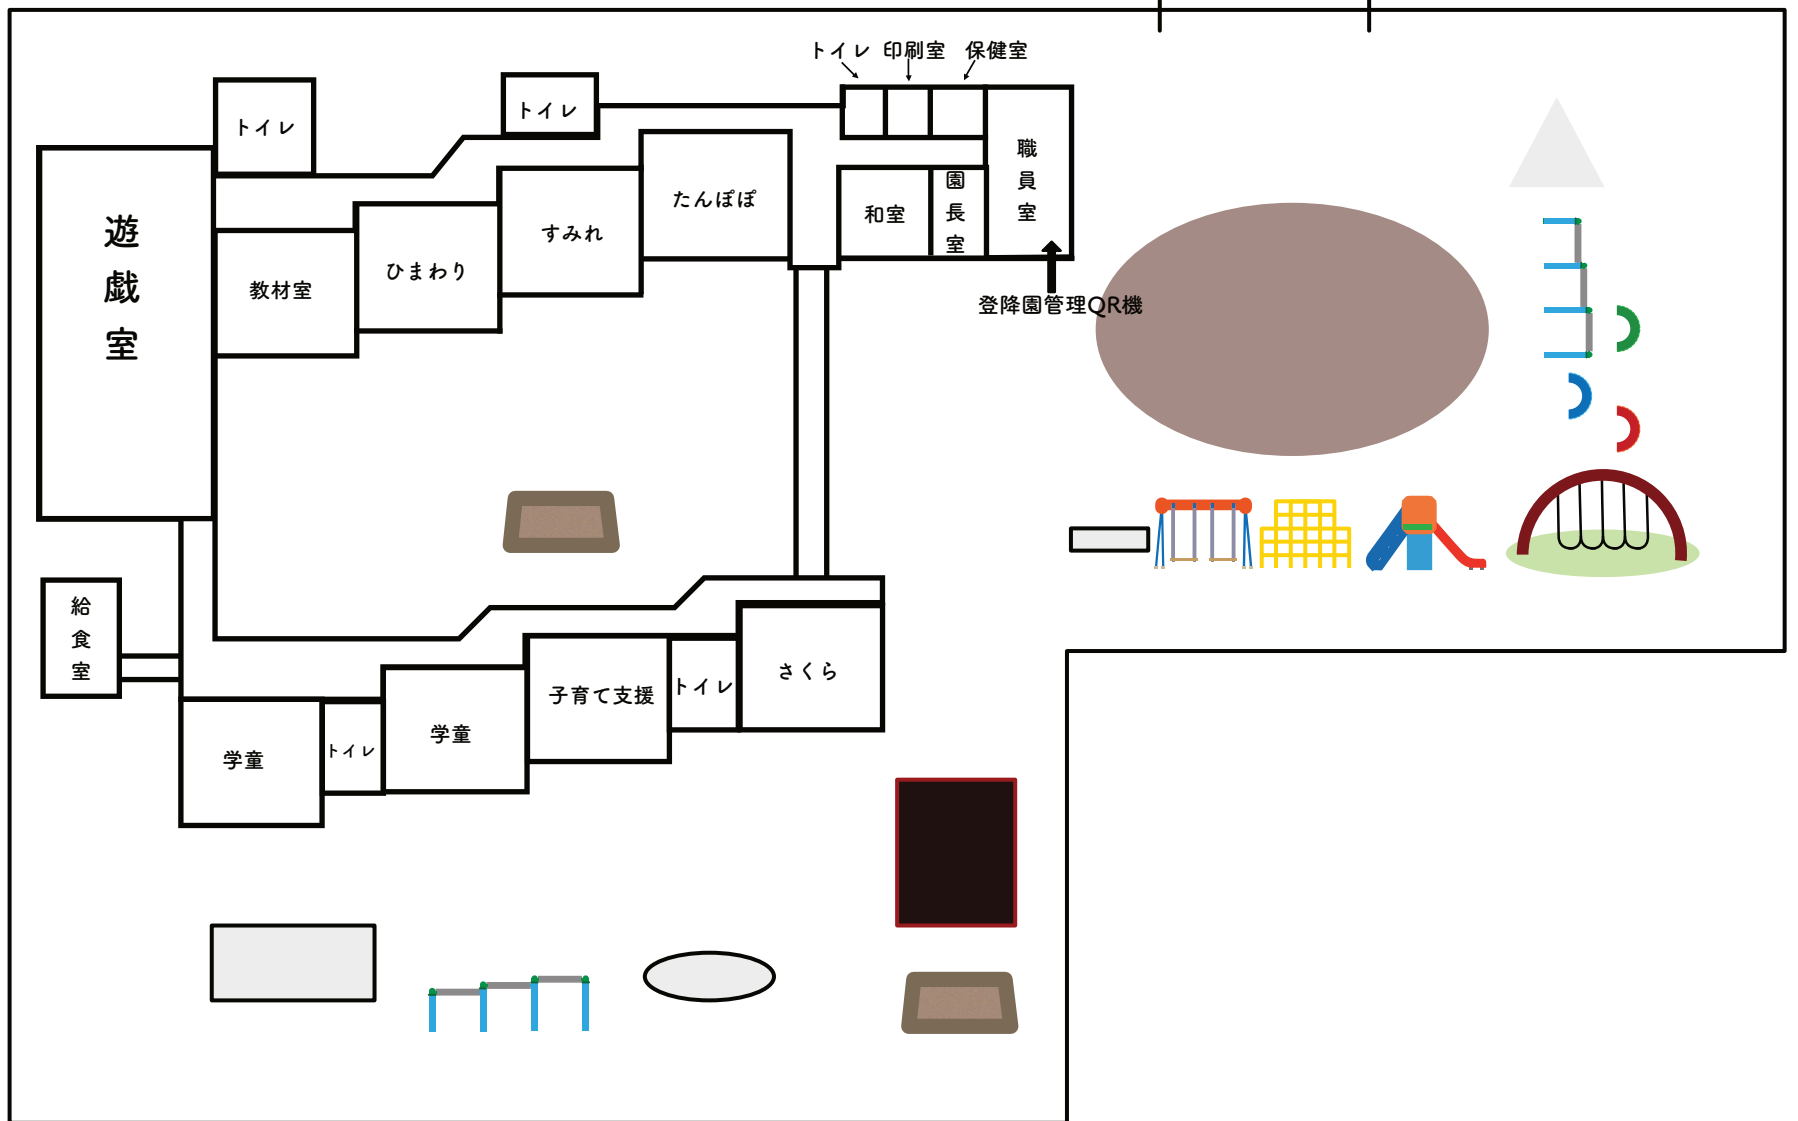 トイレ 印刷室 保健室
トイレ
トイレ
職員室
遊戯室
たんぽぽ
園長室
和室
すみれ
ひまわり
教材室
登降園管理QR機
給食室
さくら
トイレ
子育て支援
学童
トイレ
学童